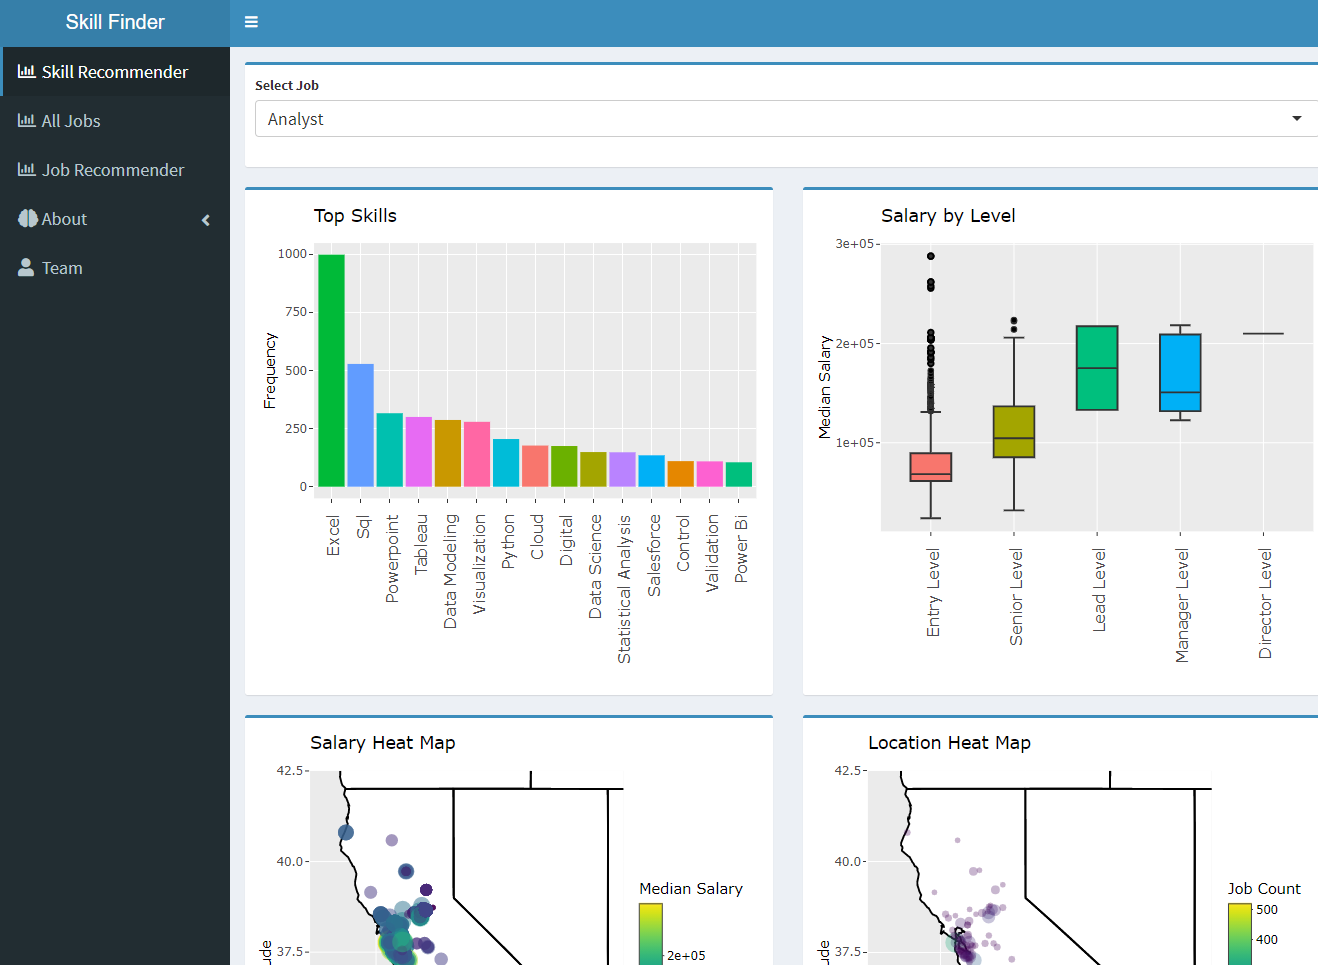 Skill Finder
Skill Recommender
All Jobs
Job Recommender
About
Team
Select Job
Analyst
Top Skills
Frequency
1000
750
500
250
0
Excel
Sql
Powerpoint
Tableau
Data Modeling
Visualization
Python
Cloud
Digital
Data Science
Statistical Analysis
Salesforce
Control
Validation
Power Bi
Salary by Level
Median Salary
3e+05
2e+05
1e+05
Entry Level
Senior Level
Lead Level
Manager Level
Director Level
Salary Heat Map
42.5
40.0
37.5
Median Salary
2e+05
Location Heat Map
42.5
40.0
37.5
Job Count
500
400